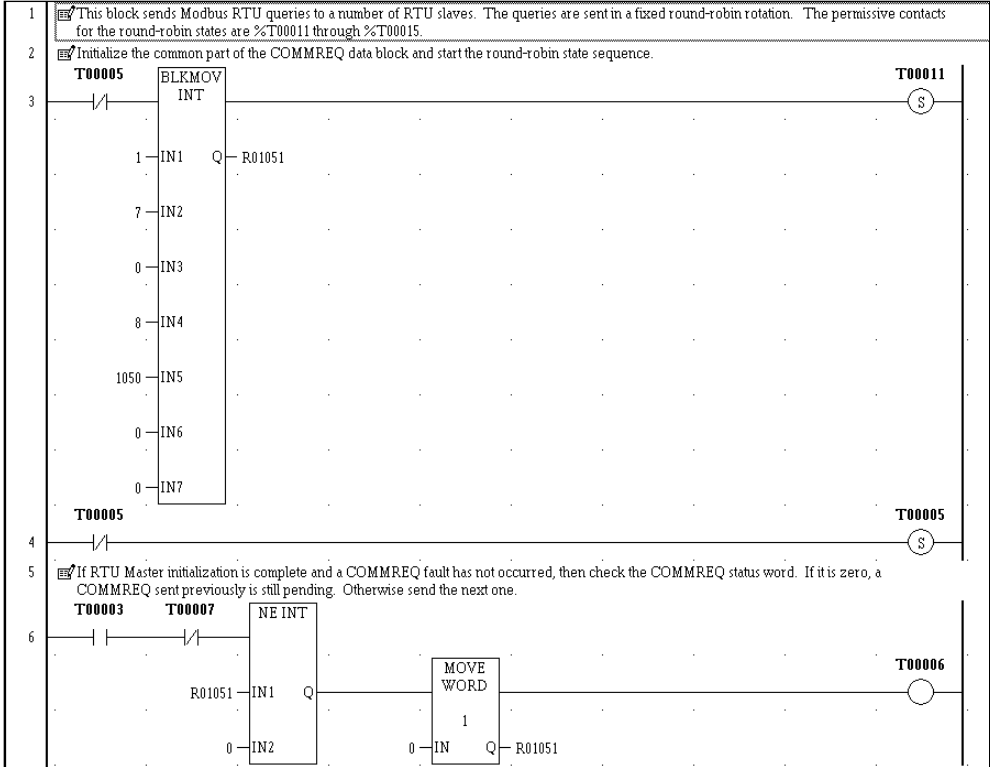 1 This block sends Modbus RTU queries to a number of RTU slaves. The queries are sent in a fixed round-robin rotation. The permissive contacts
for the round-robin states are %T00011 through %T00015.
2 Initialize the common part of the COMMREQ data block and start the round-robin state sequence.
T00005 BLKMOV T00011
INT
3 S
1 IN1 Q R01051
7 IN2
0 IN3
8 IN4
1050 IN5
0 IN6
0 IN7
T00005 T00005
4 S
5 If RTU Master initialization is complete and a COMMREQ fault has not occurred, then check the COMMREQ status word. If it is zero, a
COMMREQ sent previously is still pending. Otherwise send the next one.
T00003 T00007 NE INT
6
MOVE T00006
WORD
R01051 IN1 Q
1
0 IN2 0 IN Q R01051